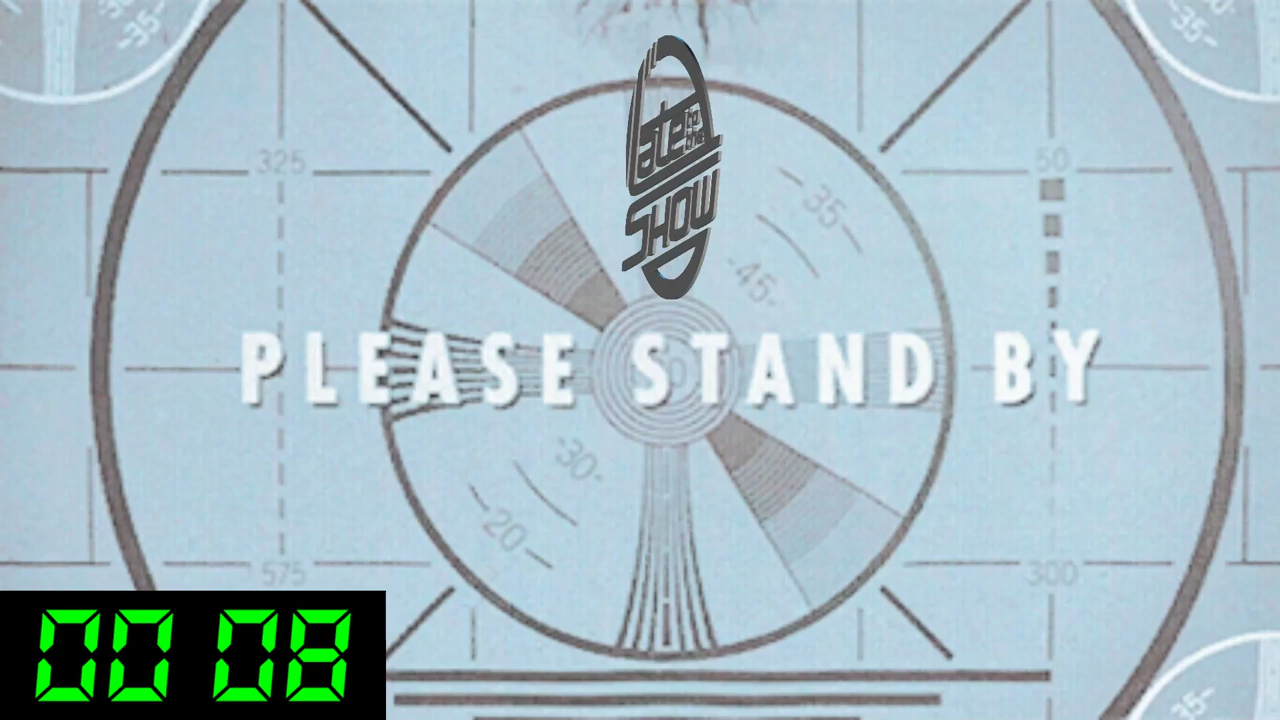 -35-
-35-
325
50
Late
to
the
SHOW
-35-
-45-
PLEASE STAND BY
-30-
-20-
575
300
-35-
00 08